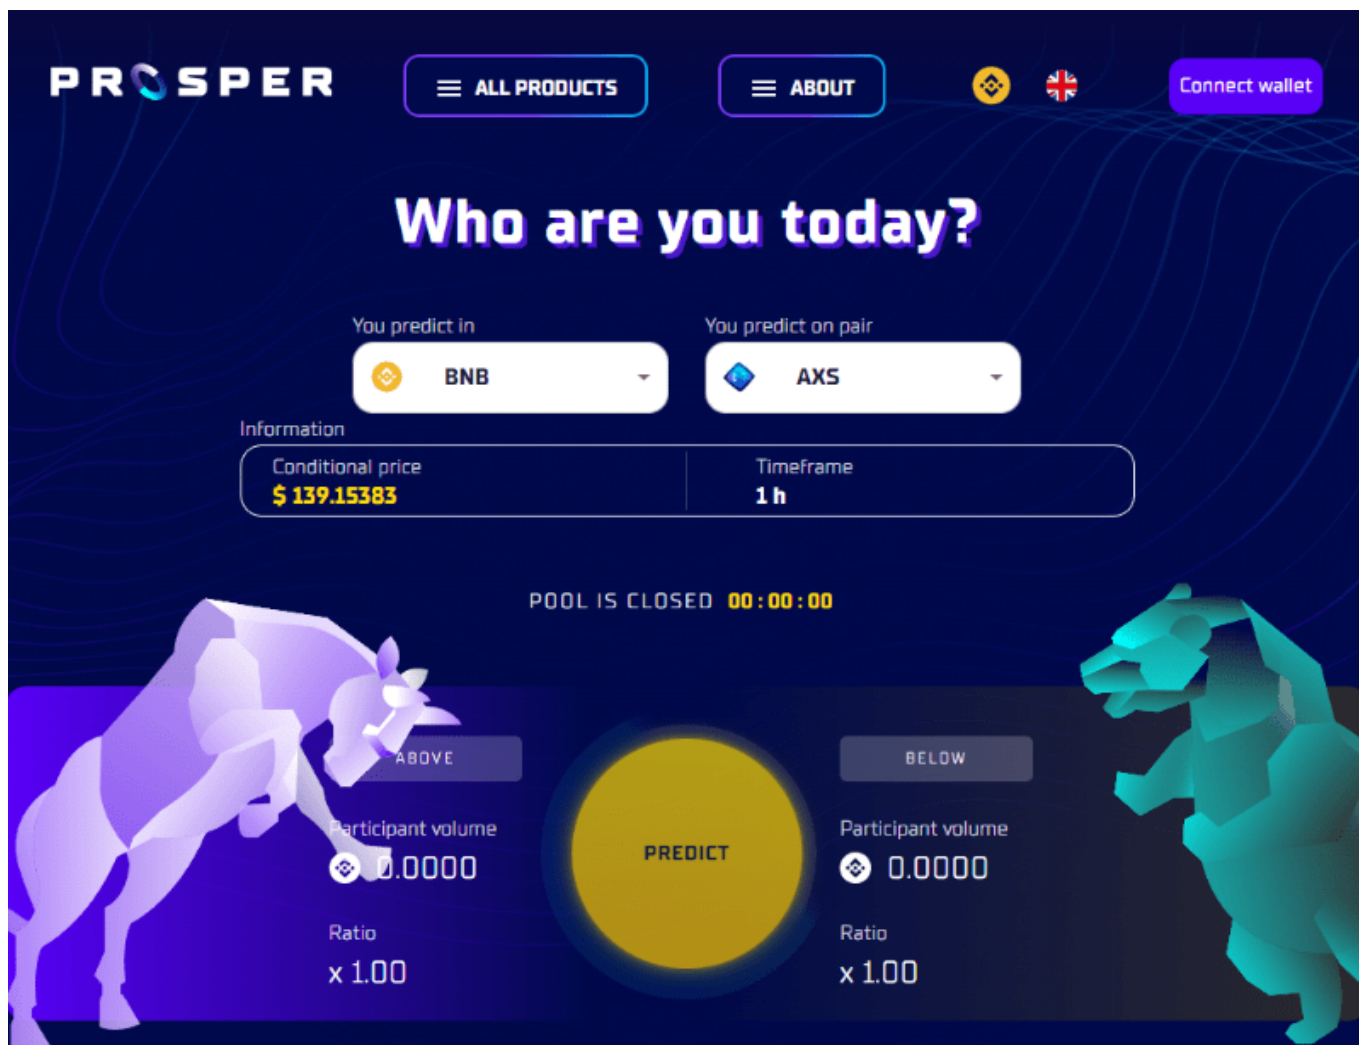 PROSPER
ALL PRODUCTS
ABOUT
Connect wallet
Who are you today?
You predict in
You predict on pair
BNB
AXS
Information
Conditional price
Timeframe
$ 139.15383
1 h
POOL IS CLOSED 00:00:00
ABOVE
BELOW
Participant volume
0.0000
Ratio
x 1.00
PREDICT
Participant volume
0.0000
Ratio
x 1.00